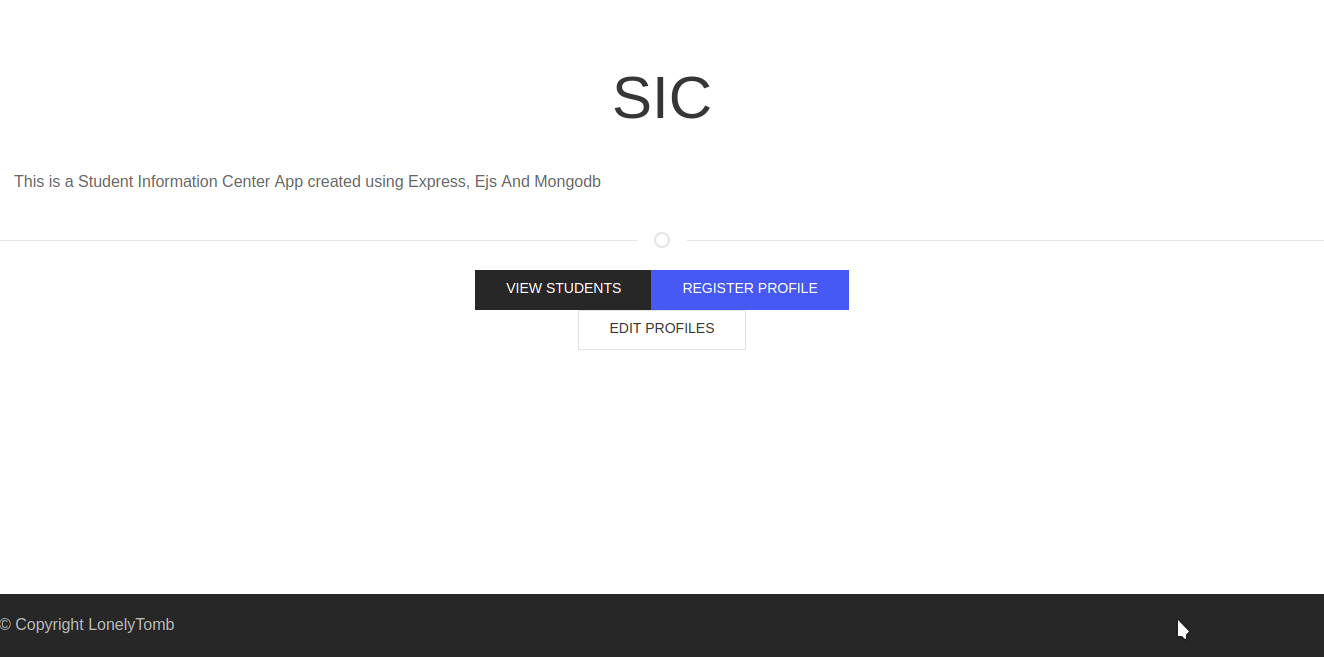 SIC
This is a Student Information Center App created using Express, Ejs And Mongodb
VIEW STUDENTS REGISTER PROFILE
EDIT PROFILES
© Copyright LonelyTomb